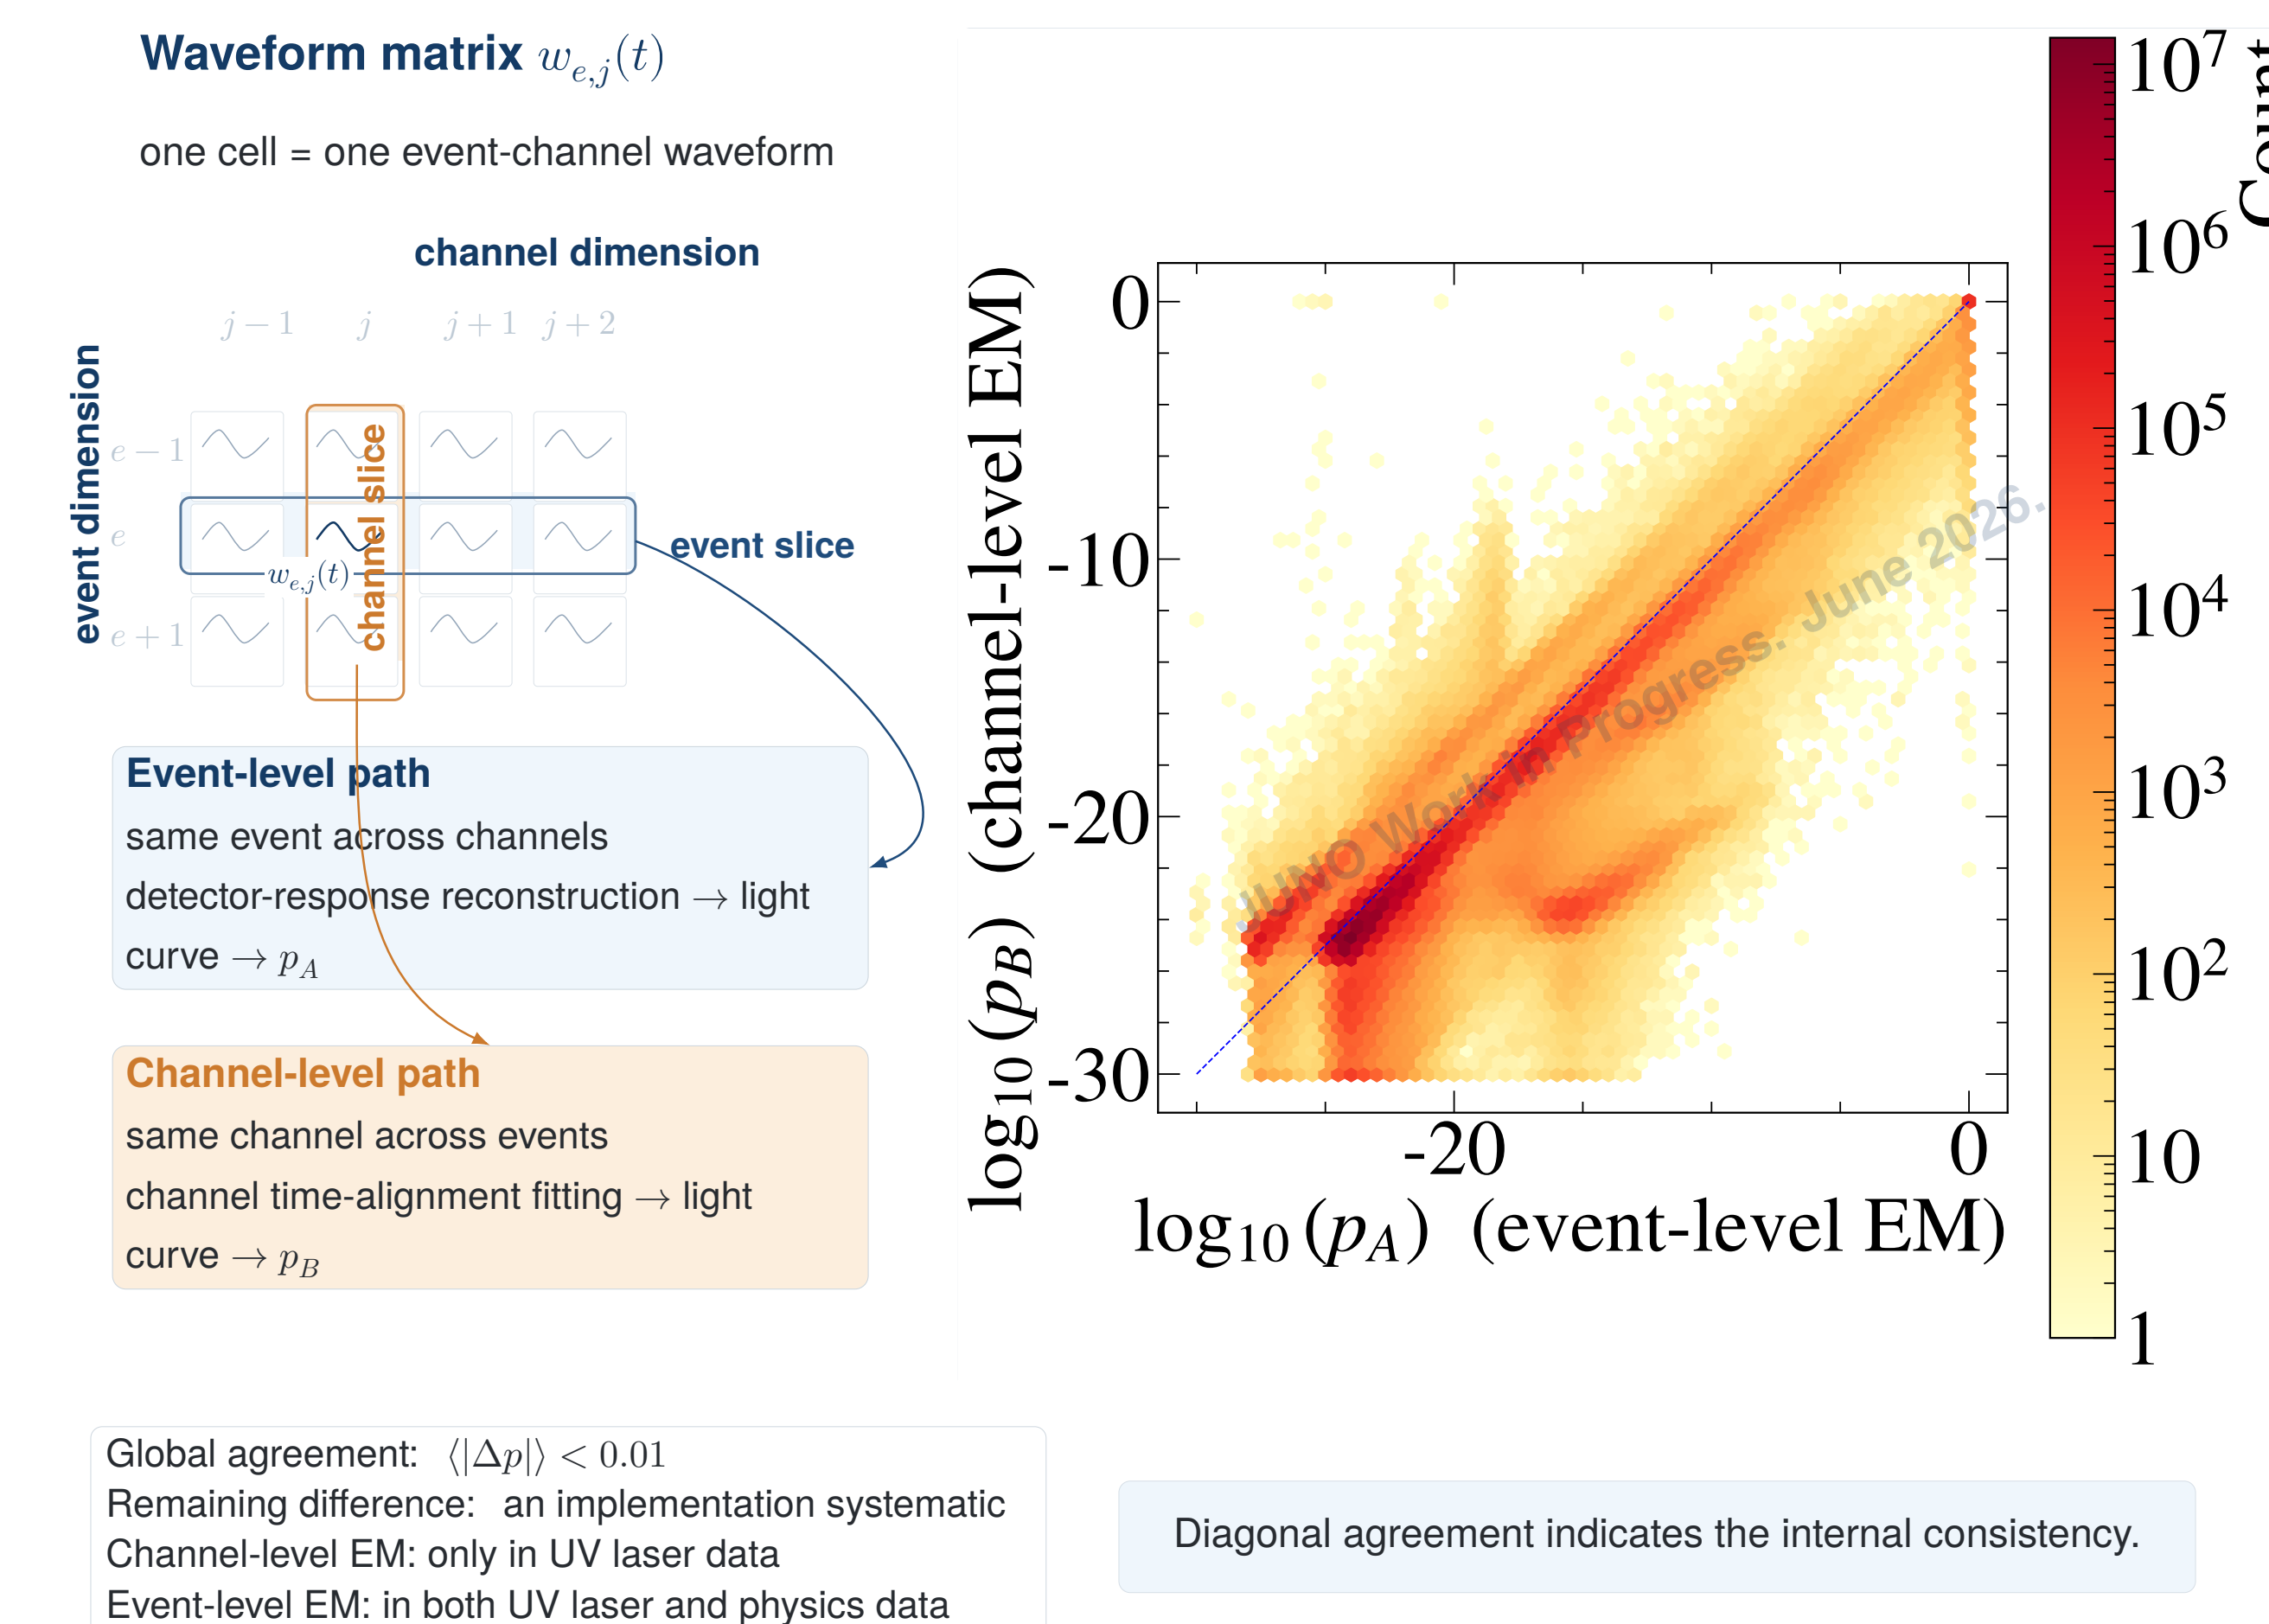 Waveform matrix w_{e,j}(t)
one cell = one event-channel waveform
channel dimension
j − 1 j j + 1 j + 2
event dimension
e − 1
e
e + 1
channel slice
w_{e,j}(t)
event slice
Event-level path
same event across channels
detector-response reconstruction → light
curve → p_A
Channel-level path
same channel across events
channel time-alignment fitting → light
curve → p_B
log_{10}(p_B) (channel-level EM)
0
-10
-20
-30
-20 0
log_{10}(p_A) (event-level EM)
JUNO Work in Progress. June 2026.
10^7
10^6
10^5
10^4
10^3
10^2
10
1
Global agreement: ⟨|Δp|⟩ < 0.01
Remaining difference: an implementation systematic
Channel-level EM: only in UV laser data
Event-level EM: in both UV laser and physics data
Diagonal agreement indicates the internal consistency.